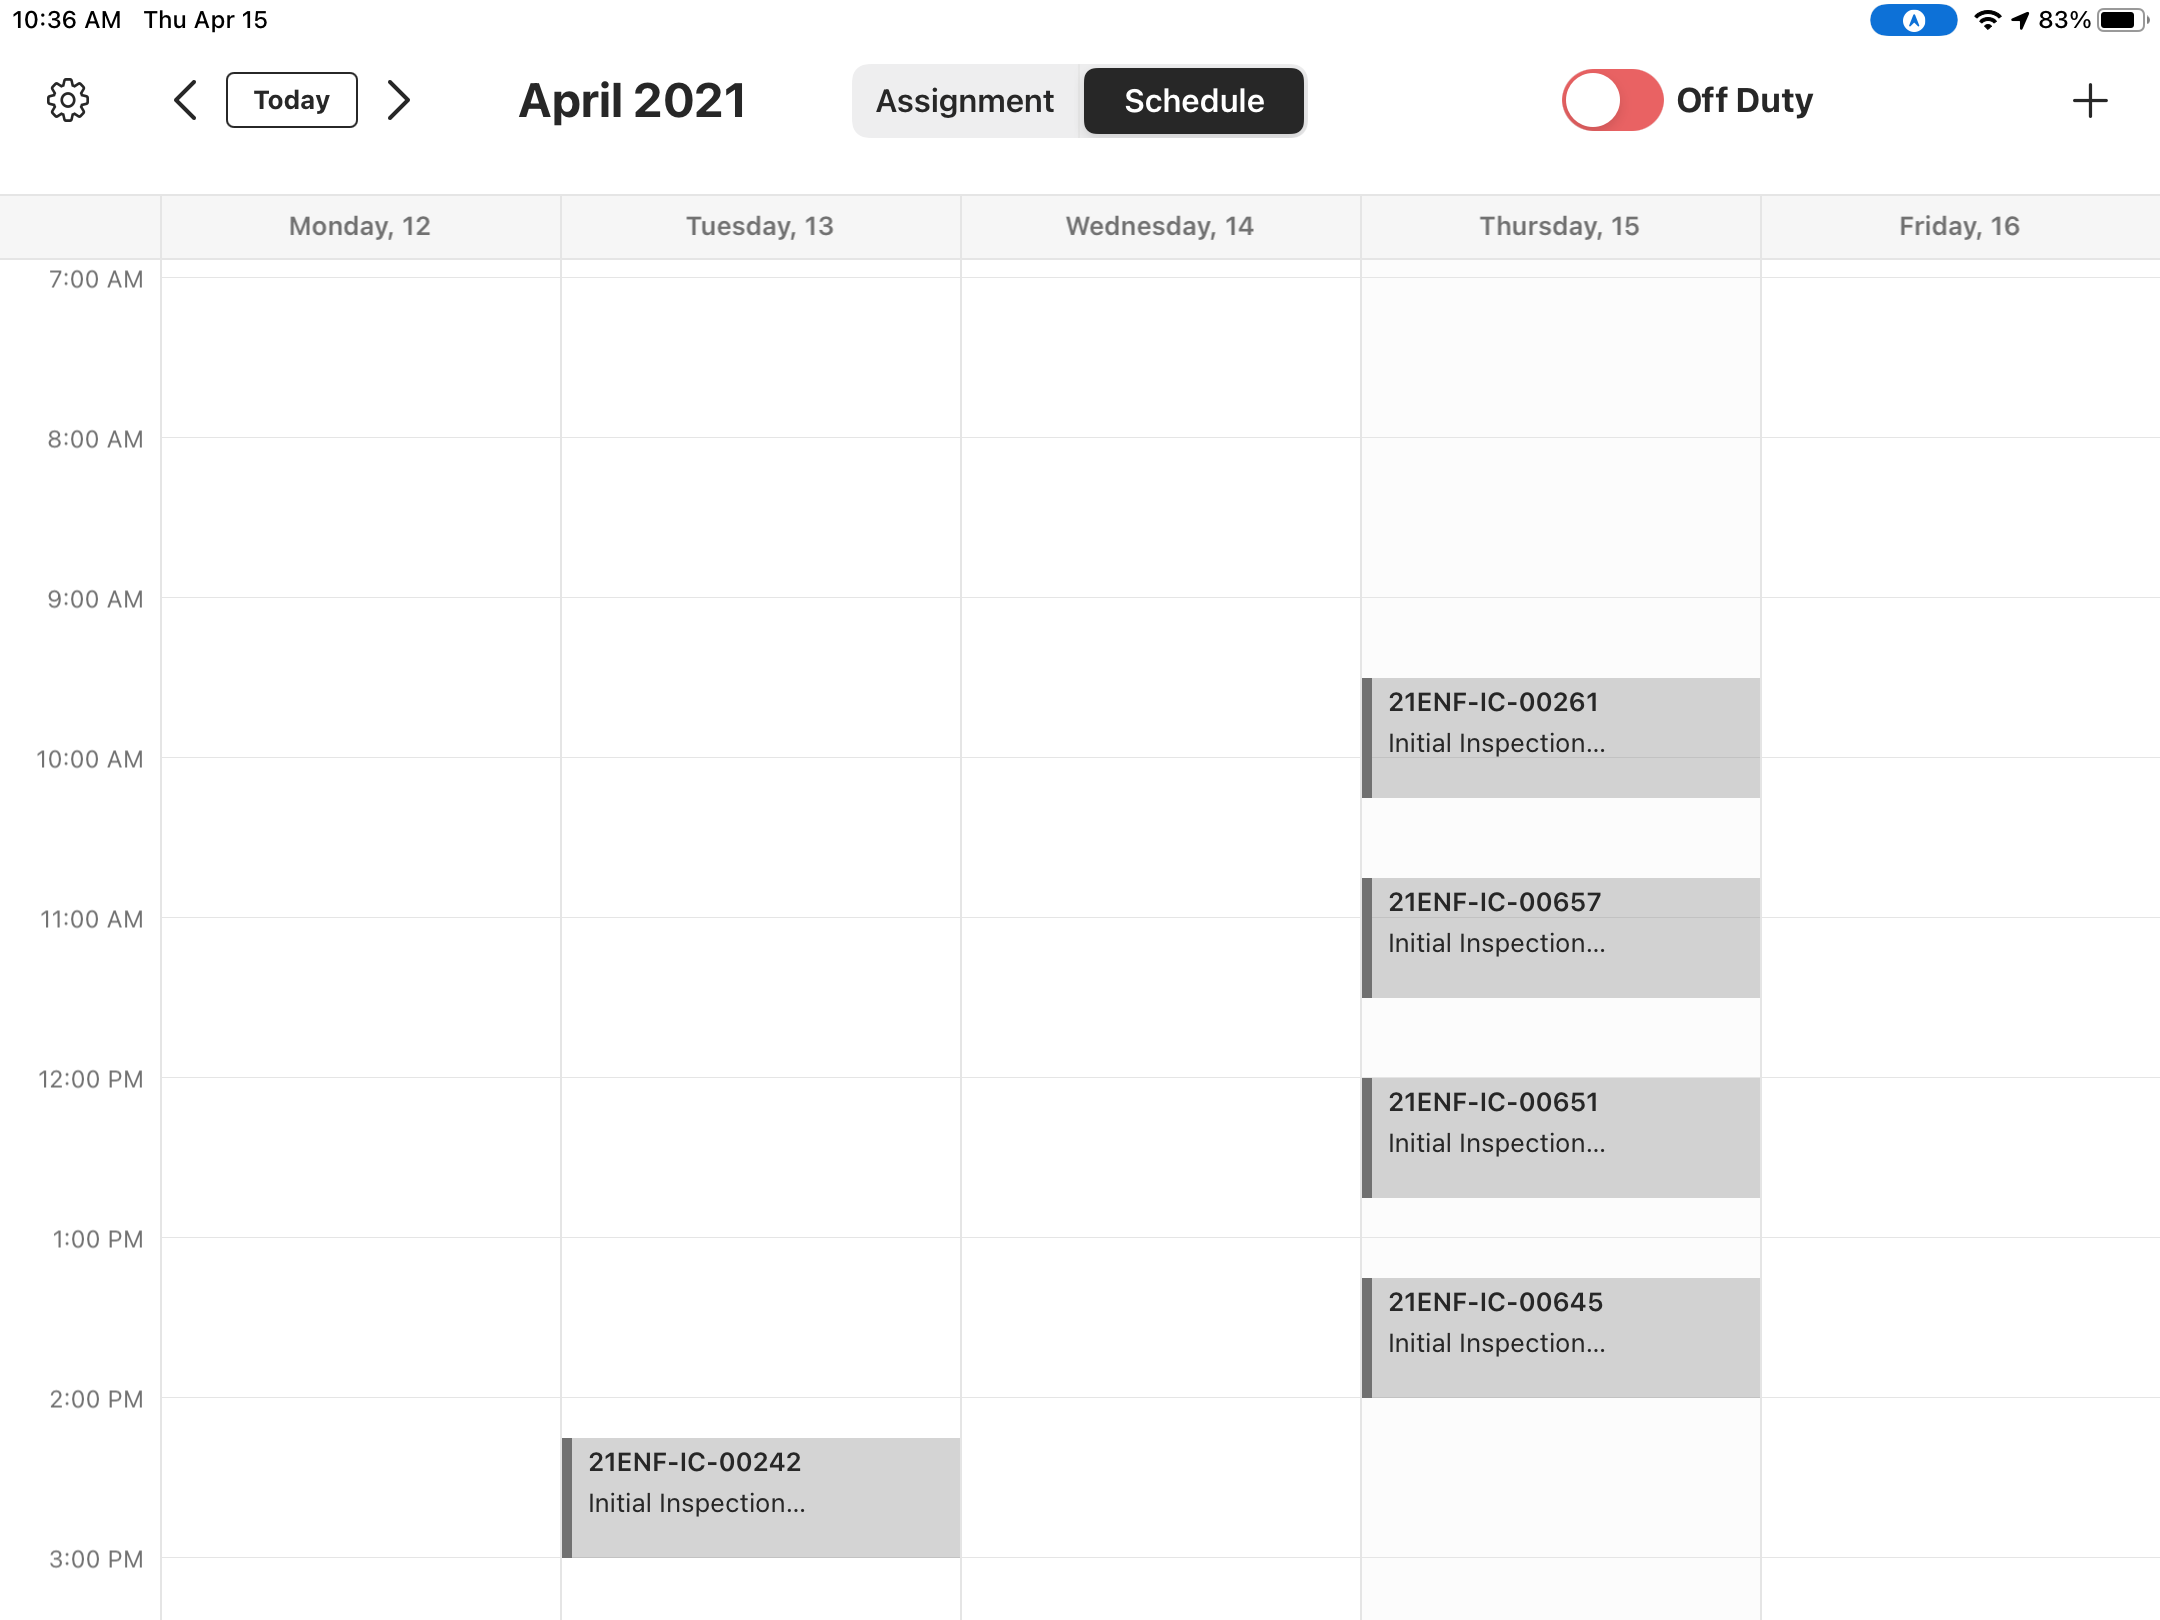 10:36 AM Thu Apr 15
83%
Today
April 2021
Assignment
Schedule
Off Duty
Monday, 12
Tuesday, 13
Wednesday, 14
Thursday, 15
Friday, 16
7:00 AM
8:00 AM
9:00 AM
21ENF-IC-00261
Initial Inspection...
10:00 AM
21ENF-IC-00657
11:00 AM
Initial Inspection...
12:00 PM
21ENF-IC-00651
Initial Inspection...
1:00 PM
21ENF-IC-00645
Initial Inspection...
2:00 PM
21ENF-IC-00242
Initial Inspection...
3:00 PM